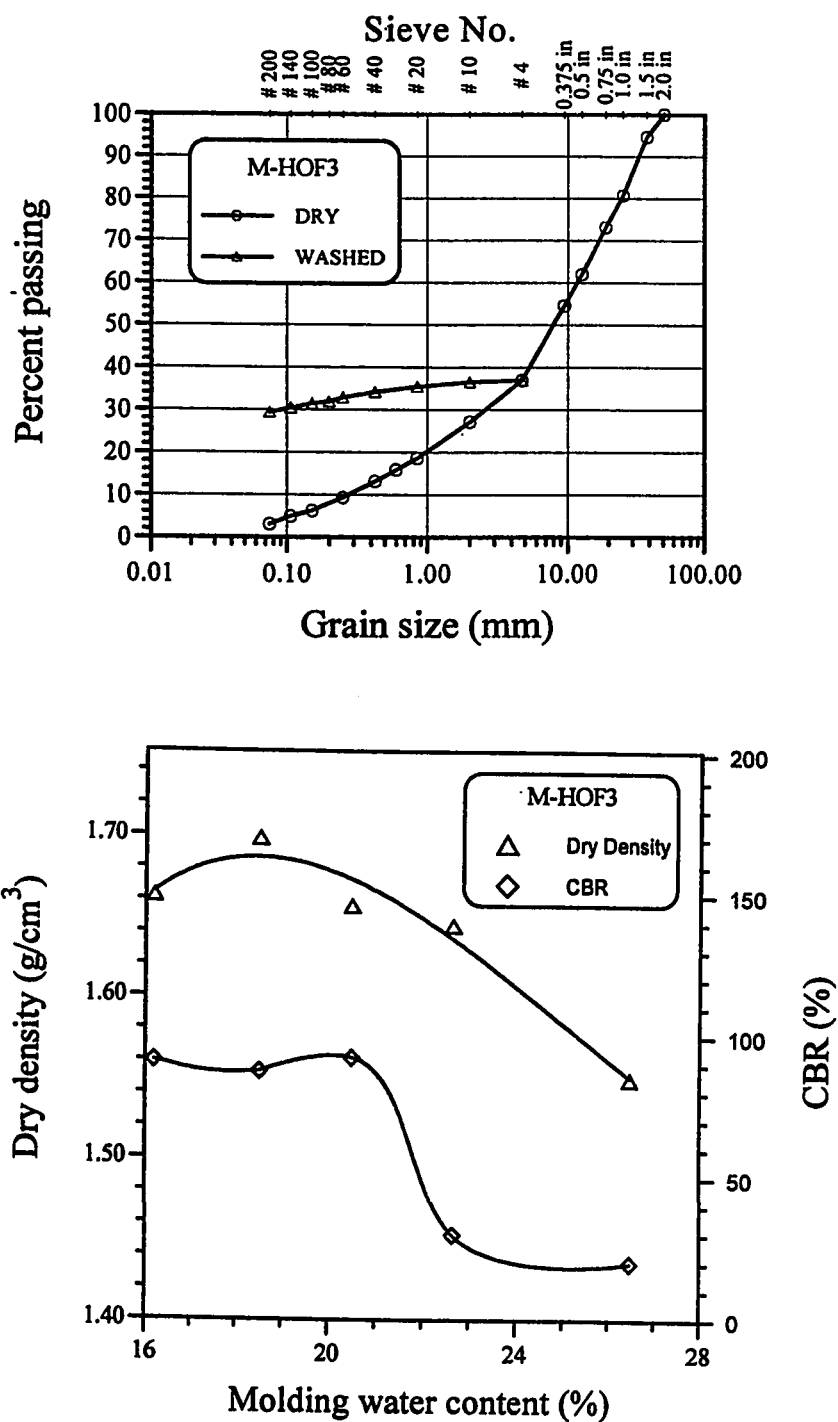 Sieve No.
# 200
# 140
# 100
# 80
# 60
# 40
# 20
# 10
# 4
0.375 in
0.5 in
0.75 in
1.0 in
1.5 in
2.0 in
Percent passing
100
90
80
70
60
50
40
30
20
10
0
M-HOF3
DRY
WASHED
0.01 0.10 1.00 10.00 100.00
Grain size (mm)
Dry density (g/cm³)
1.70
1.60
1.50
1.40
M-HOF3
Dry Density
CBR
200
150
100
50
0
CBR (%)
16 20 24 28
Molding water content (%)